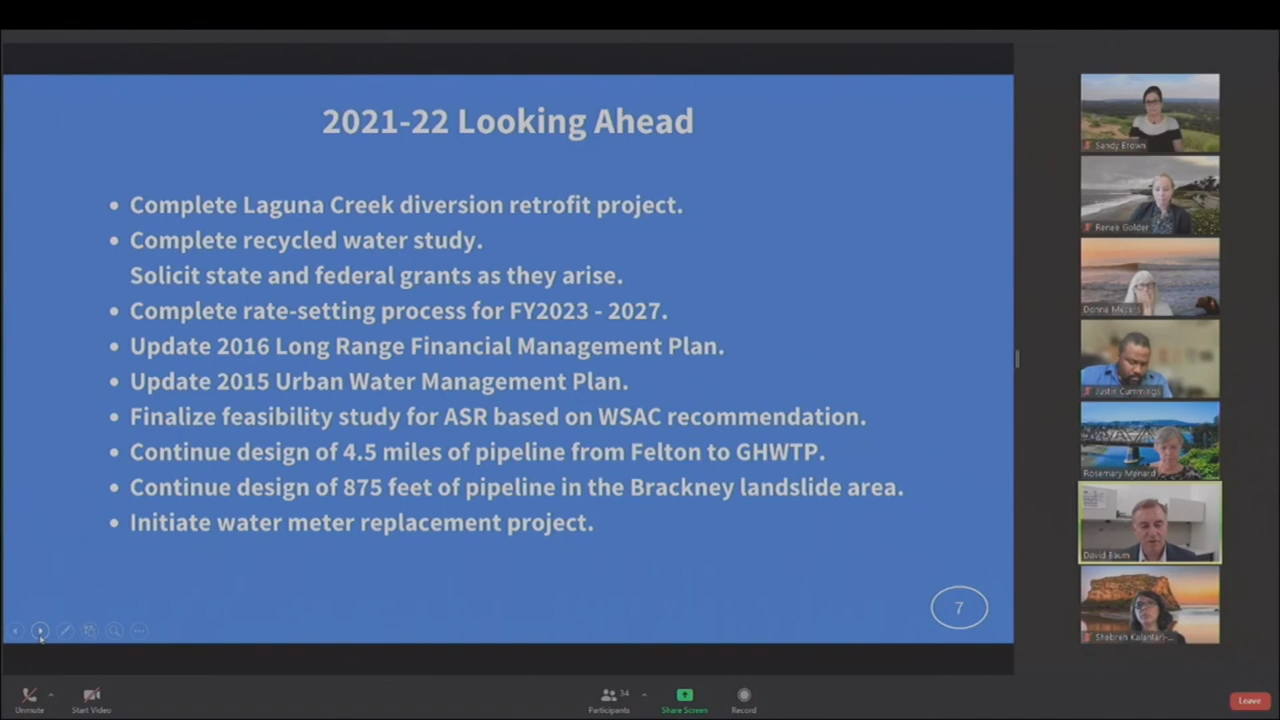 2021-22 Looking Ahead
• Complete Laguna Creek diversion retrofit project.
• Complete recycled water study.
Solicit state and federal grants as they arise.
• Complete rate-setting process for FY2023 - 2027.
• Update 2016 Long Range Financial Management Plan.
• Update 2015 Urban Water Management Plan.
• Finalize feasibility study for ASR based on WSAC recommendation.
• Continue design of 4.5 miles of pipeline from Felton to GHWTP.
• Continue design of 875 feet of pipeline in the Brackney landslide area.
• Initiate water meter replacement project.
7
Sandy Brown
Renee Golder
Donna Meyers
Justin Cummings
Rosemary Menard
David Baum
Shebreh Kalantari-...
Unmute
Start Video
34
Participants
Share Screen
Record
Leave